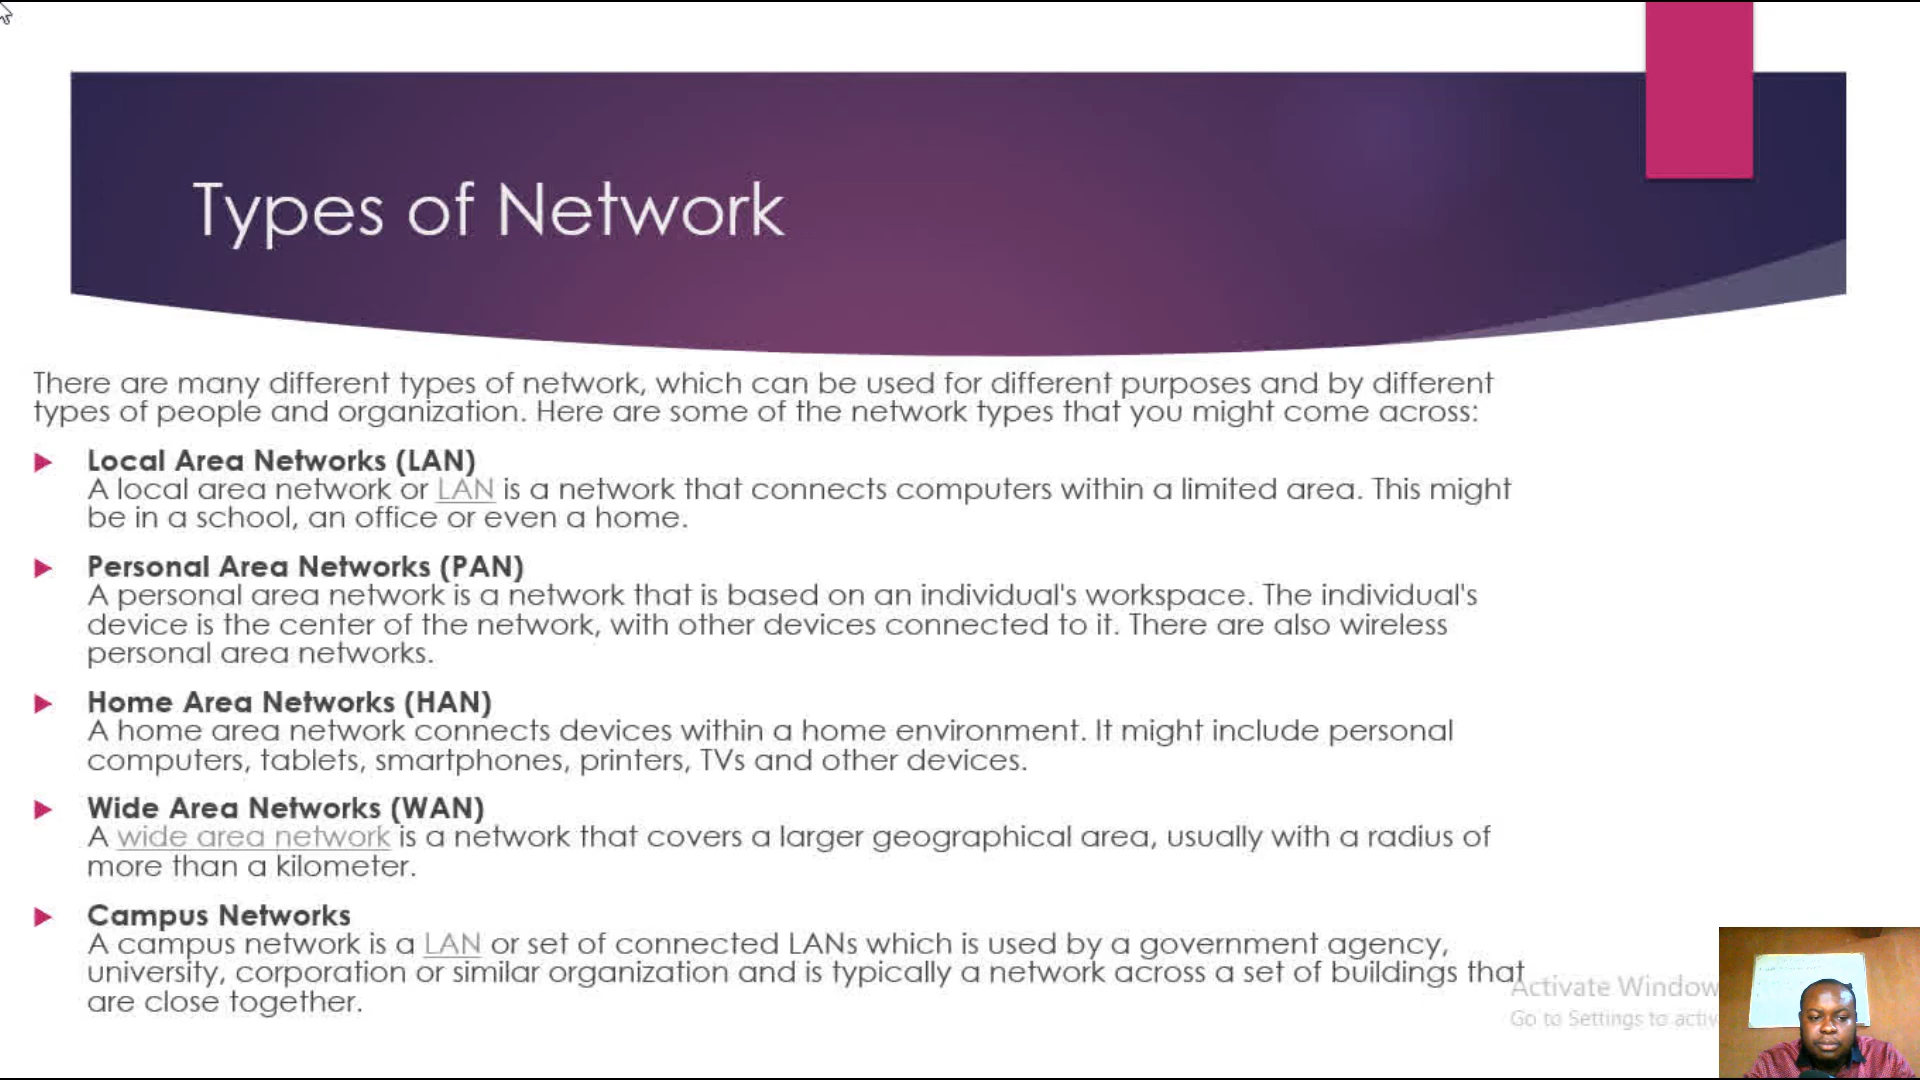 Types of Network
There are many different types of network, which can be used for different purposes and by different
types of people and organization. Here are some of the network types that you might come across:
Local Area Networks (LAN)
A local area network or LAN is a network that connects computers within a limited area. This might
be in a school, an office or even a home.
Personal Area Networks (PAN)
A personal area network is a network that is based on an individual's workspace. The individual's
device is the center of the network, with other devices connected to it. There are also wireless
personal area networks.
Home Area Networks (HAN)
A home area network connects devices within a home environment. It might include personal
computers, tablets, smartphones, printers, TVs and other devices.
Wide Area Networks (WAN)
A wide area network is a network that covers a larger geographical area, usually with a radius of
more than a kilometer.
Campus Networks
A campus network is a LAN or set of connected LANs which is used by a government agency,
university, corporation or similar organization and is typically a network across a set of buildings that
are close together.
Activate Window
Go to Settings to activ